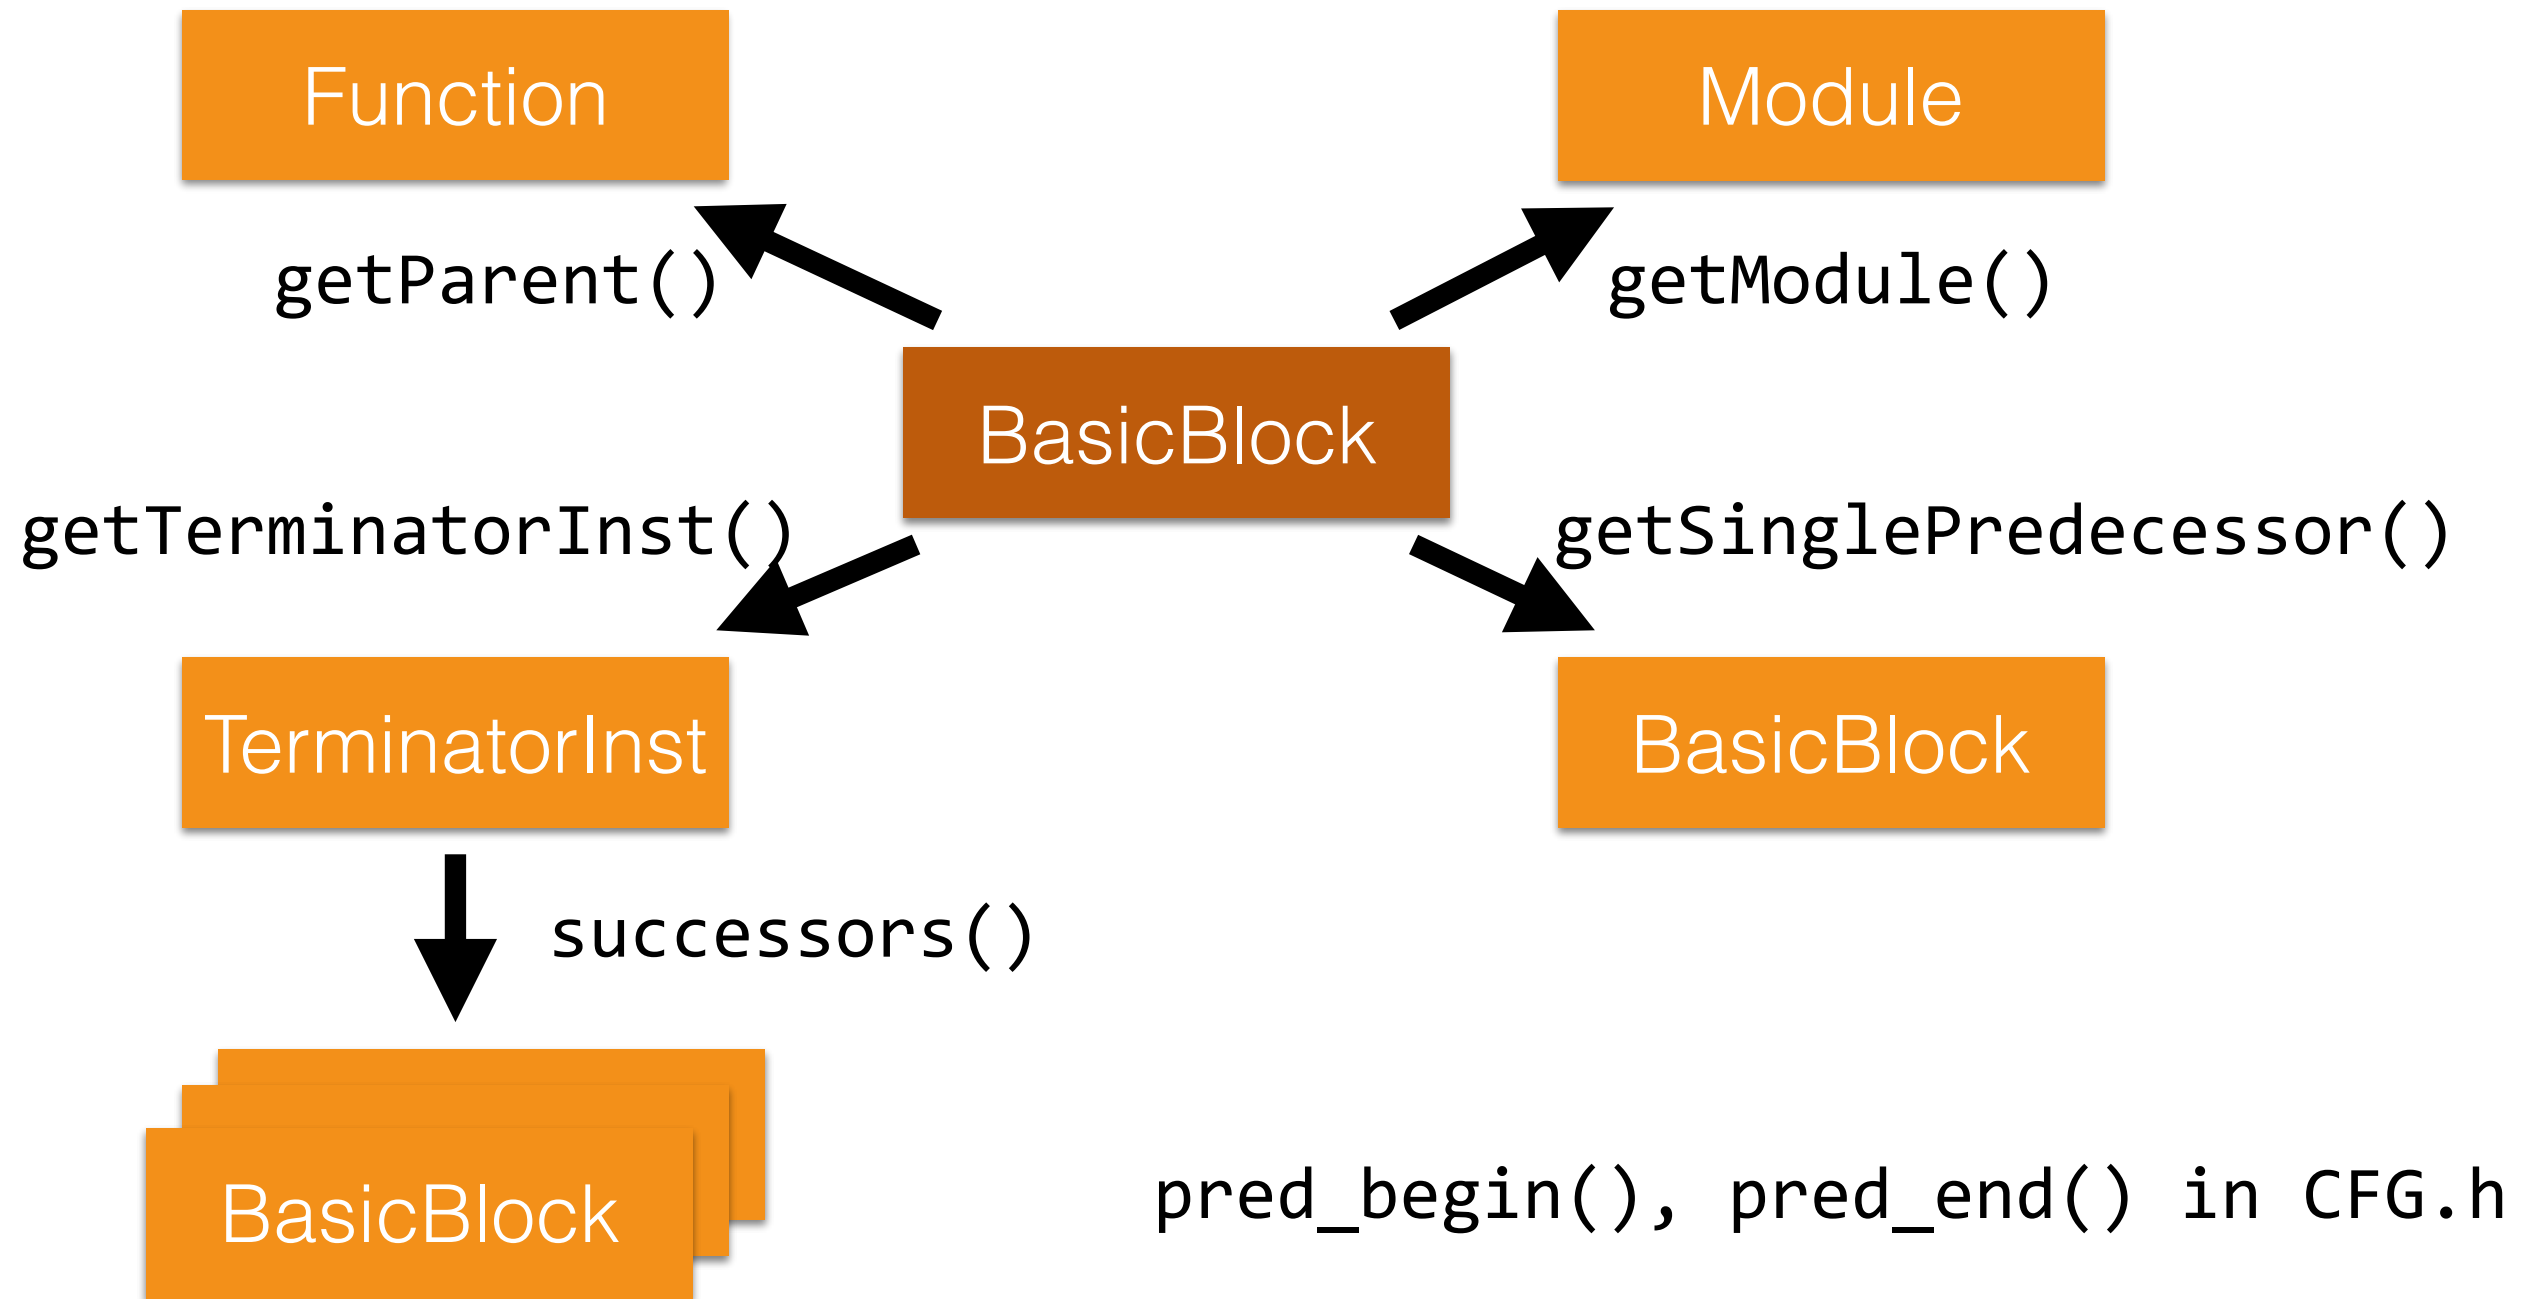 Function
Module
getParent()
getModule()
BasicBlock
getTerminatorInst()
getSinglePredecessor()
TerminatorInst
BasicBlock
successors()
BasicBlock
pred_begin(), pred_end() in CFG.h